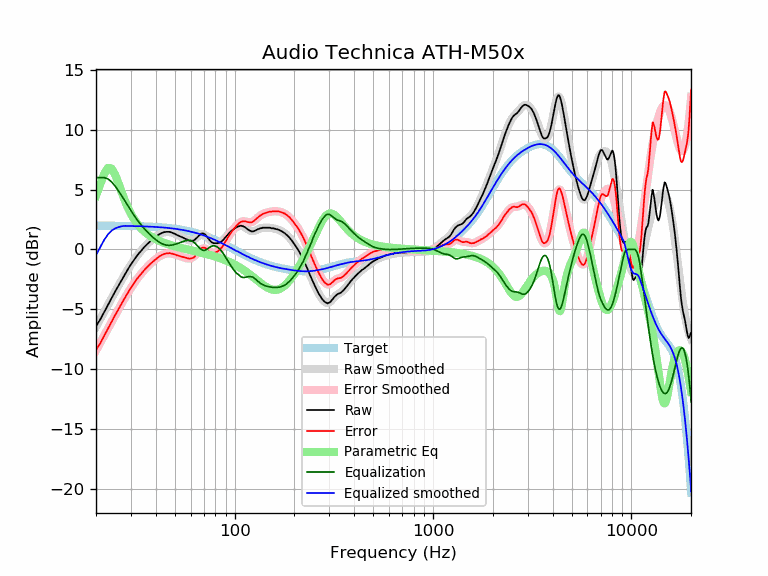 Audio Technica ATH-M50x
15
10
5
0
−5
−10
−15
−20
Amplitude (dBr)
Target
Raw Smoothed
Error Smoothed
Raw
Error
Parametric Eq
Equalization
Equalized smoothed
100
1000
10000
Frequency (Hz)